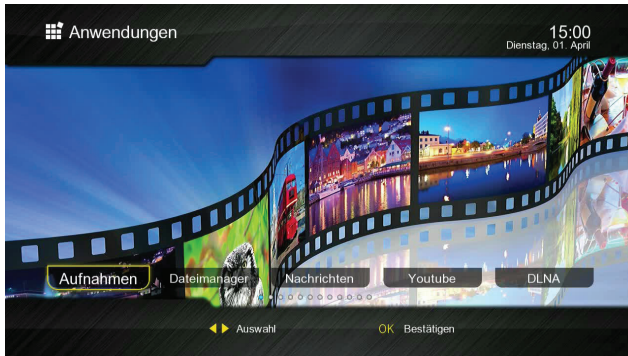 Anwendungen
15:00
Dienstag, 01. April
Aufnahmen Dateimanager Nachrichten Youtube DLNA
Auswahl OK Bestätigen